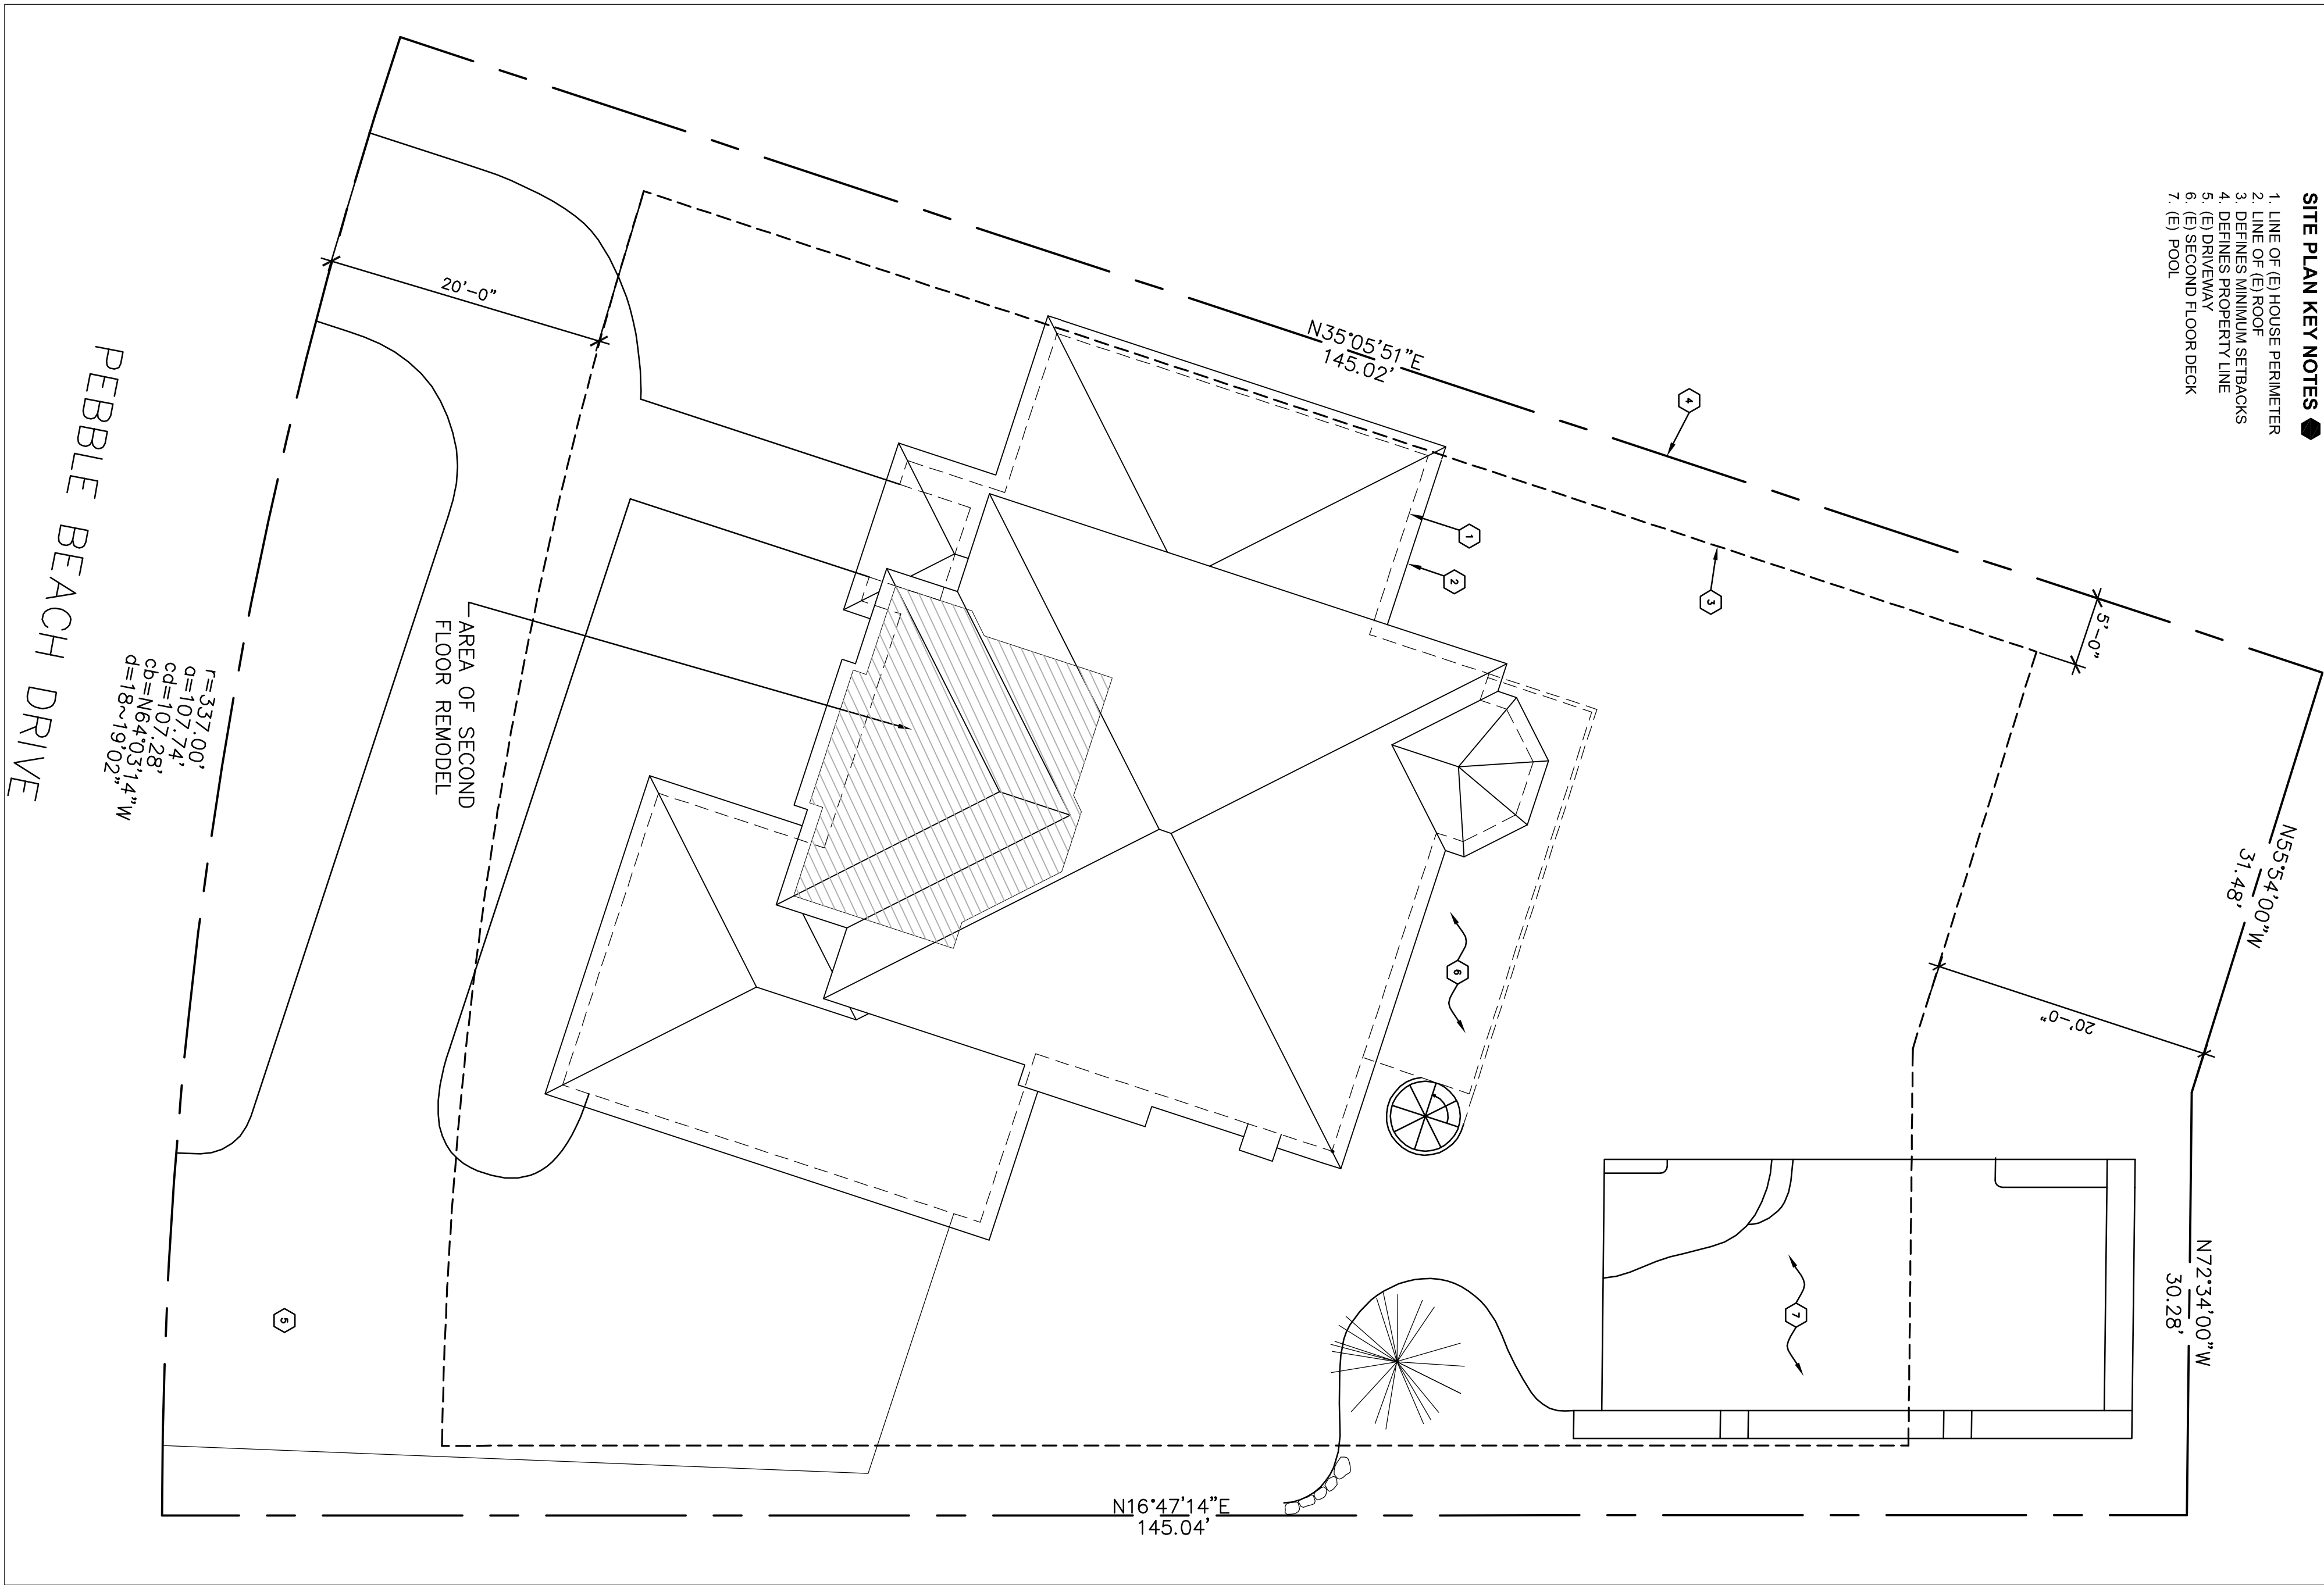 SITE PLAN KEY NOTES
1. LINE OF (E) HOUSE PERIMETER
2. LINE OF (E) ROOF
3. DEFINES MINIMUM SETBACKS
4. DEFINES PROPERTY LINE
5. (E) DRIVEWAY
6. (E) SECOND FLOOR DECK
7. (E) POOL
N35°05'51"E
145.02'
20'-0"
4
1
2
3
5'-0"
N55°54'00"W
31.48'
20'-0"
AREA OF SECOND
FLOOR REMODEL
6
PEBBLE BEACH DRIVE
r=337.00'
a=107.74'
cd=107.28'
cb=N64°03'14"W
d=18~19'02"
7
N72°34'00"W
30.28'
5
N16°47'14"E
145.04'